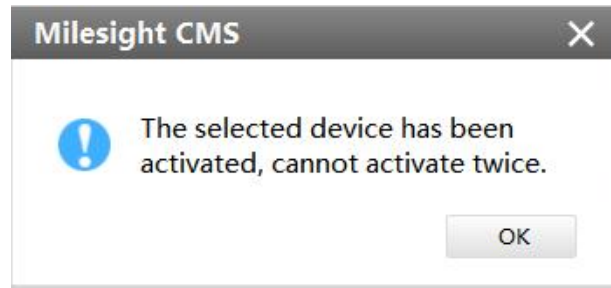 Milesight CMS
The selected device has been
activated, cannot activate twice.
OK